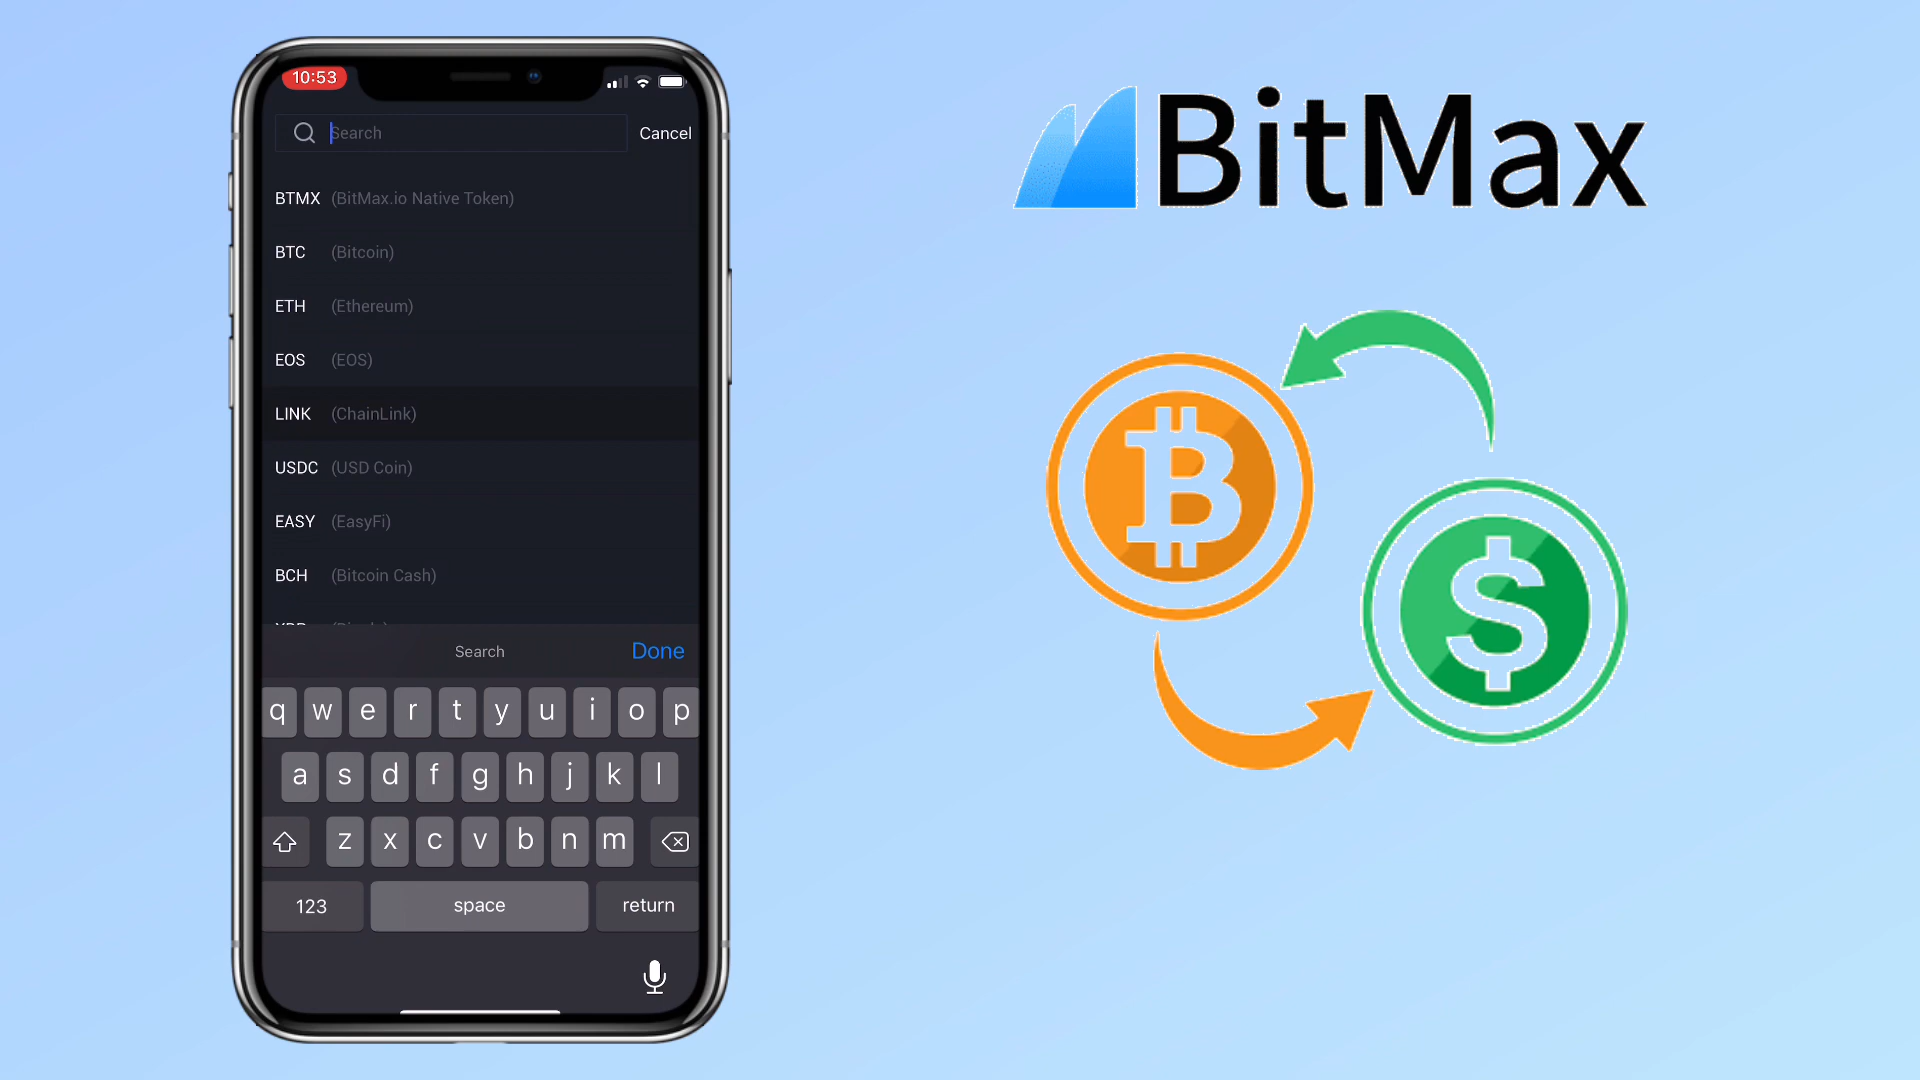 10:53
Search
Cancel
BTMX (BitMax.io Native Token)
BTC (Bitcoin)
ETH (Ethereum)
EOS (EOS)
LINK (ChainLink)
USDC (USD Coin)
EASY (EasyFi)
BCH (Bitcoin Cash)
Search
Done
q w e r t y u i o p
a s d f g h j k l
z x c v b n m
123 space return
BitMax